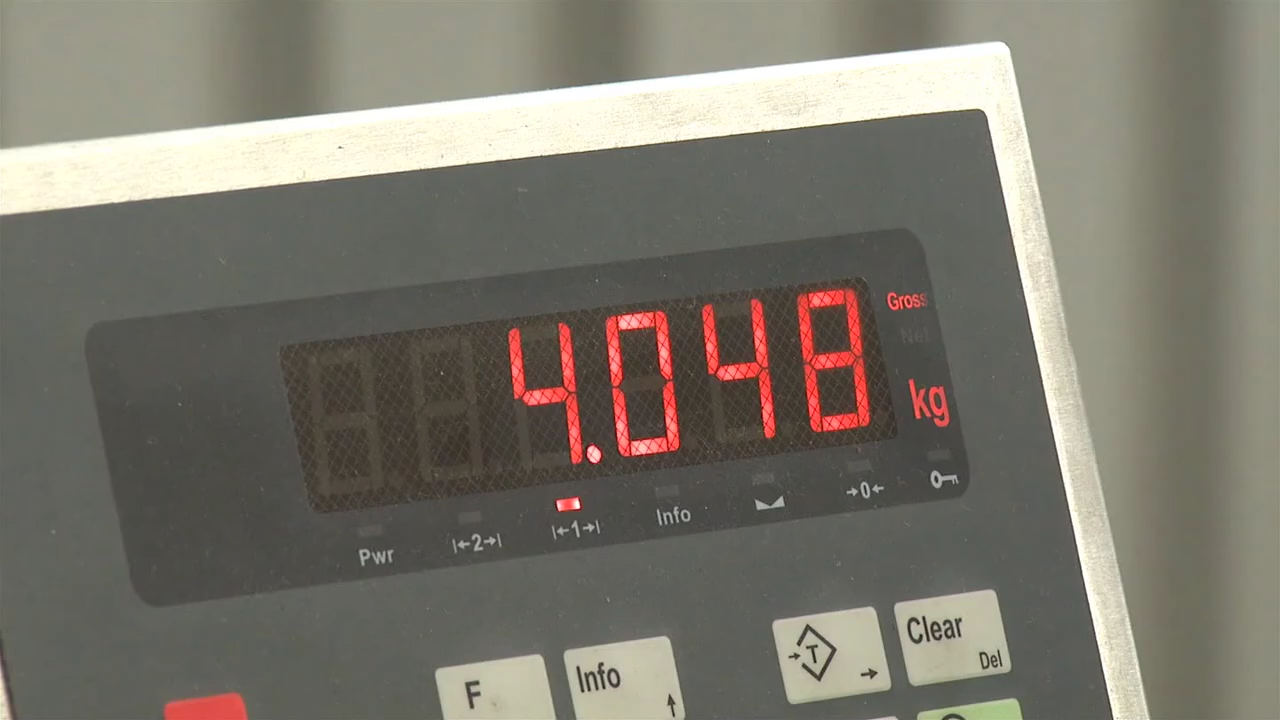 4.048
Gross
Net
kg
Pwr
|←2→|
|←1→|
Info
→0←
F
Info
↑
→T
→
Clear
Del